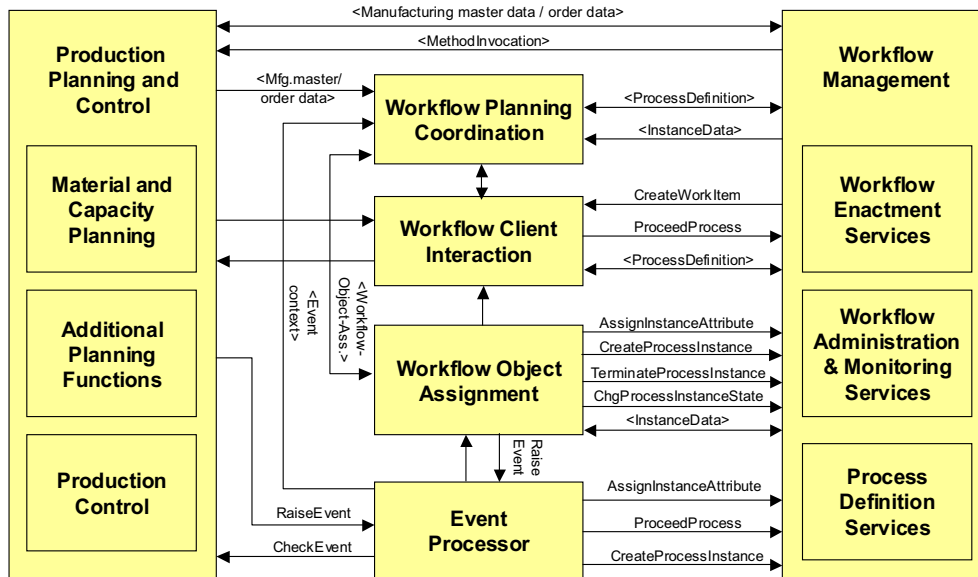 <Manufacturing master data / order data>
<MethodInvocation>
Production
Planning and
Control
Material and
Capacity
Planning
Additional
Planning
Functions
Production
Control
<Mfg.master/
order data>
Workflow Planning
Coordination
Workflow Client
Interaction
<Event
context>
<Workflow-
Object-Ass.>
Workflow Object
Assignment
Raise
Event
RaiseEvent
CheckEvent
Event
Processor
<ProcessDefinition>
<InstanceData>
CreateWorkItem
ProceedProcess
<ProcessDefinition>
AssignInstanceAttribute
CreateProcessInstance
TerminateProcessInstance
ChgProcessInstanceState
<InstanceData>
AssignInstanceAttribute
ProceedProcess
CreateProcessInstance
Workflow
Management
Workflow
Enactment
Services
Workflow
Administration
& Monitoring
Services
Process
Definition
Services